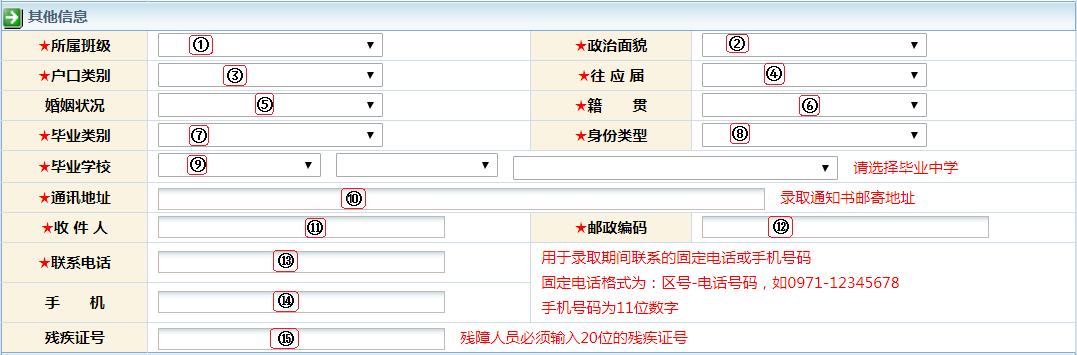 其他信息
★所属班级 ① ★政治面貌 ②
★户口类别 ③ ★往 应 届 ④
婚姻状况 ⑤ ★籍 贯 ⑥
★毕业类别 ⑦ ★身份类型 ⑧
★毕业学校 ⑨ 请选择毕业中学
★通讯地址 ⑩ 录取通知书邮寄地址
★收 件 人 ⑪ ★邮政编码 ⑫
★联系电话 ⑬ 用于录取期间联系的固定电话或手机号码
固定电话格式为：区号-电话号码，如0971-12345678
手 机 ⑭ 手机号码为11位数字
残疾证号 ⑮ 残障人员必须输入20位的残疾证号